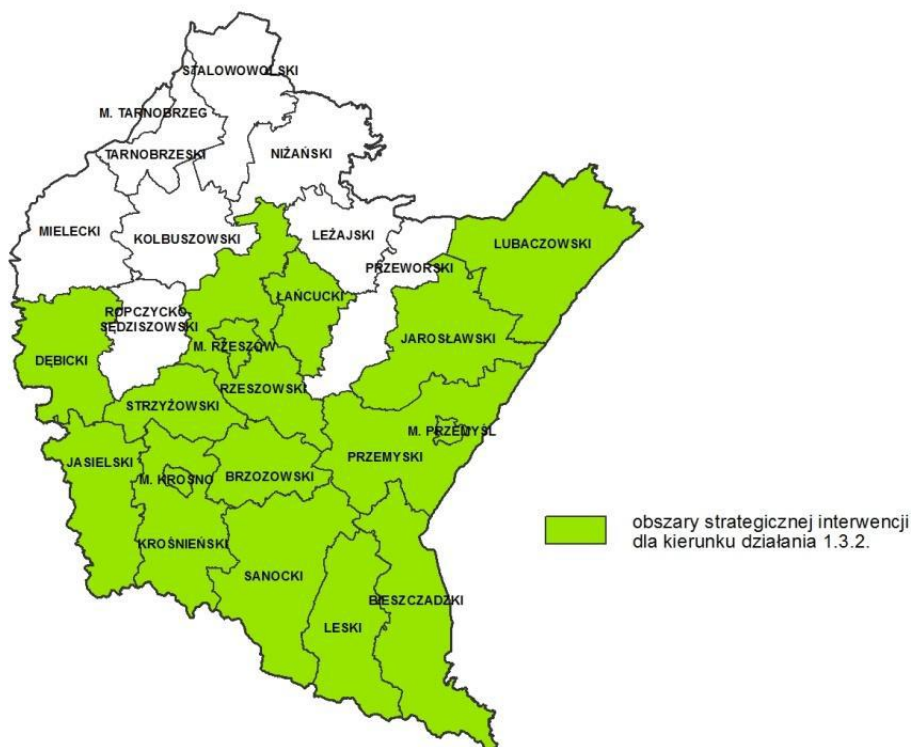 STALOWOWOLSKI
M. TARNOBRZEG
TARNOBRZESKI
NIŻAŃSKI
MIELECKI
KOLBUSZOWSKI
LEŻAJSKI
LUBACZOWSKI
PRZEWORSKI
ŁAŃCUCKI
ROPCZYCKO-
SĘDZISZOWSKI
M. RZESZÓW
JAROSŁAWSKI
DĘBICKI
RZESZOWSKI
STRZYŻOWSKI
M. PRZEMYŚL
PRZEMYSKI
JASIELSKI
M. KROSNO
BRZOZOWSKI
KROŚNIEŃSKI
SANOCKI
BIESZCZADZKI
LESKI
obszary strategicznej interwencji
dla kierunku działania 1.3.2.